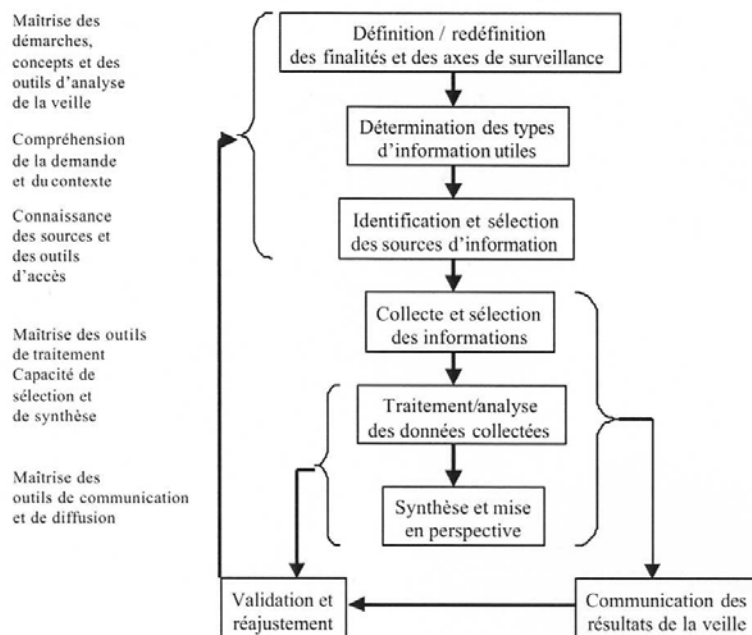 Maîtrise des
démarches,
concepts et des
outils d'analyse
de la veille
Compréhension
de la demande
et du contexte
Connaissance
des sources et
des outils
d'accès
Maîtrise des outils
de traitement
Capacité de
sélection et
de synthèse
Maîtrise des
outils de communication
et de diffusion
Définition / redéfinition
des finalités et des axes de surveillance
Détermination des types
d'information utiles
Identification et sélection
des sources d'information
Collecte et sélection
des informations
Traitement/analyse
des données collectées
Synthèse et mise
en perspective
Validation et
réajustement
Communication des
résultats de la veille